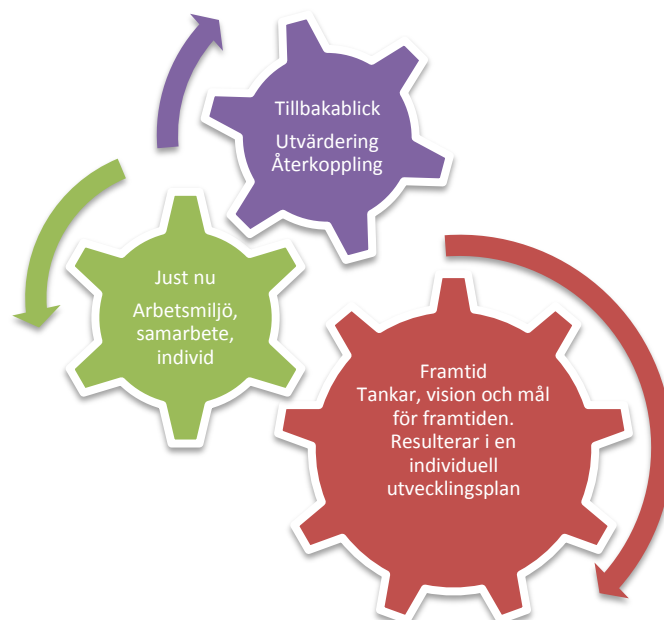 Tillbakablick
Utvärdering
Återkoppling
Just nu
Arbetsmiljö,
samarbete,
individ
Framtid
Tankar, vision och mål
för framtiden.
Resulterar i en
individuell
utvecklingsplan